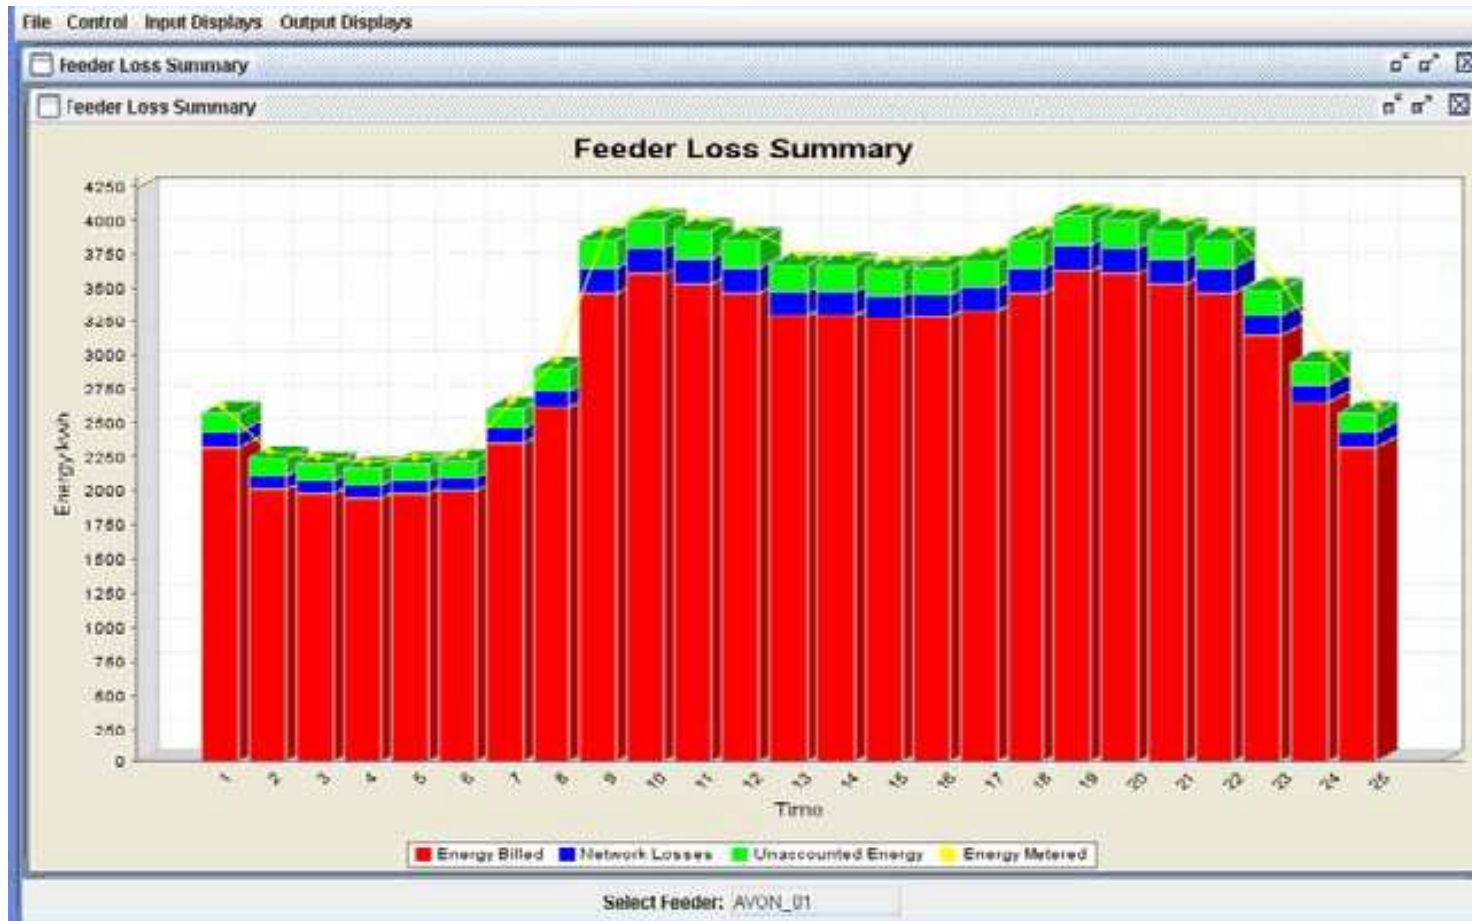 File Control Input Displays Output Displays
Feeder Loss Summary
Feeder Loss Summary
Feeder Loss Summary
4250
4000
3750
3500
3250
3000
2750
2500
2250
2000
1750
1500
1250
1000
750
500
250
0
Energy kwh
1 2 3 4 5 6 7 8 9 10 11 12 13 14 15 16 17 18 19 20 21 22 23 24 25
Time
Energy Billed Network Losses Unaccounted Energy Energy Metered
Select Feeder: AVON_01